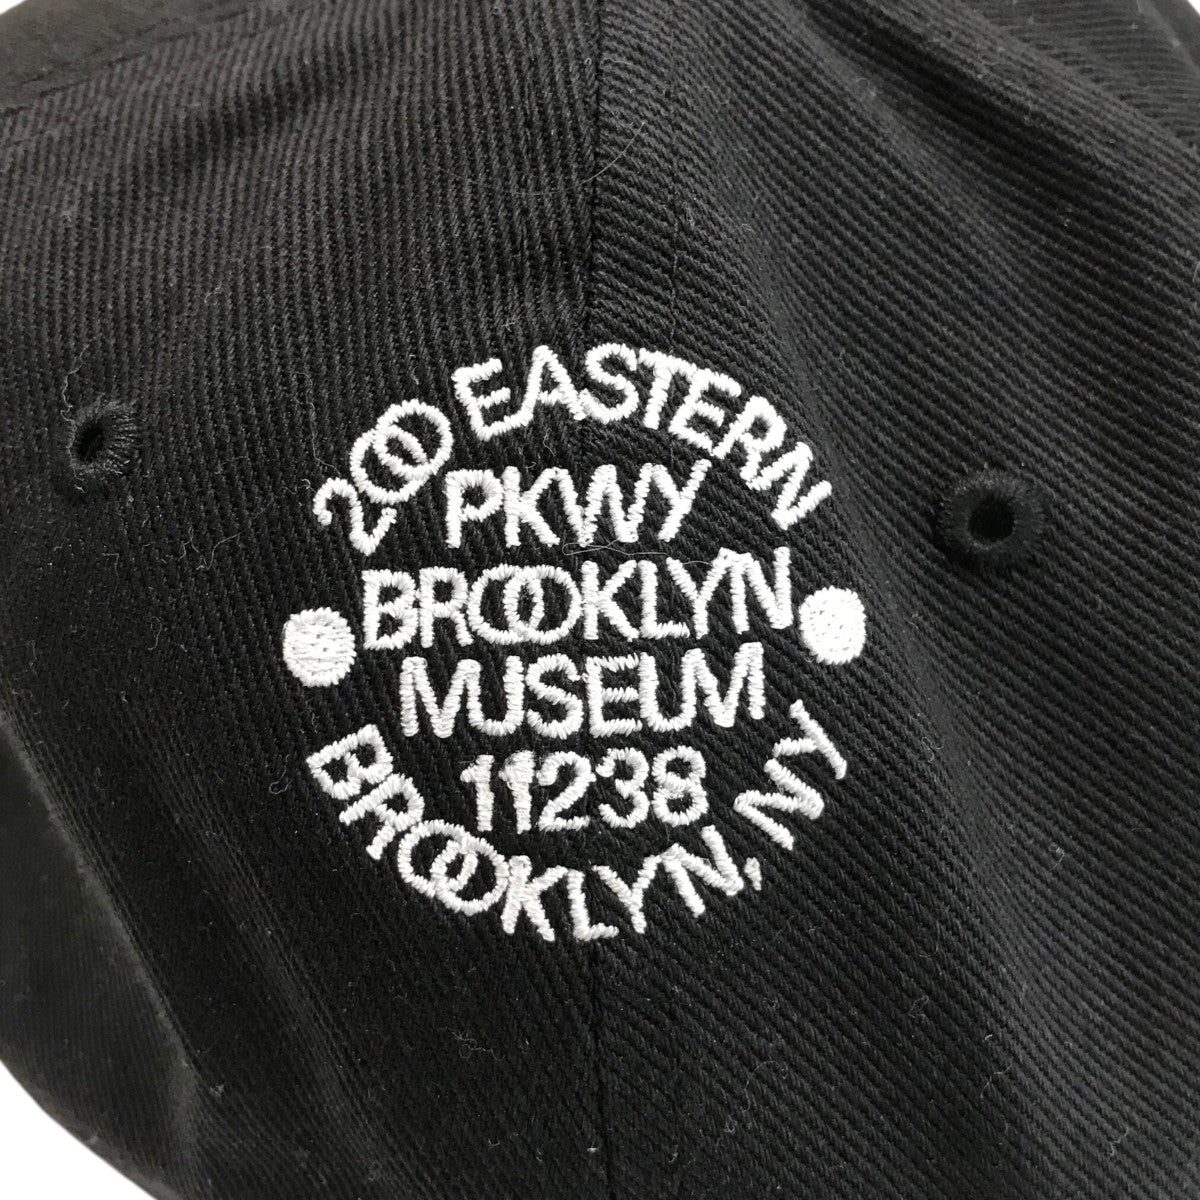 200 EASTERN
PKWY
BROOKLYN
MUSEUM
11238
BROOKLYN, NY